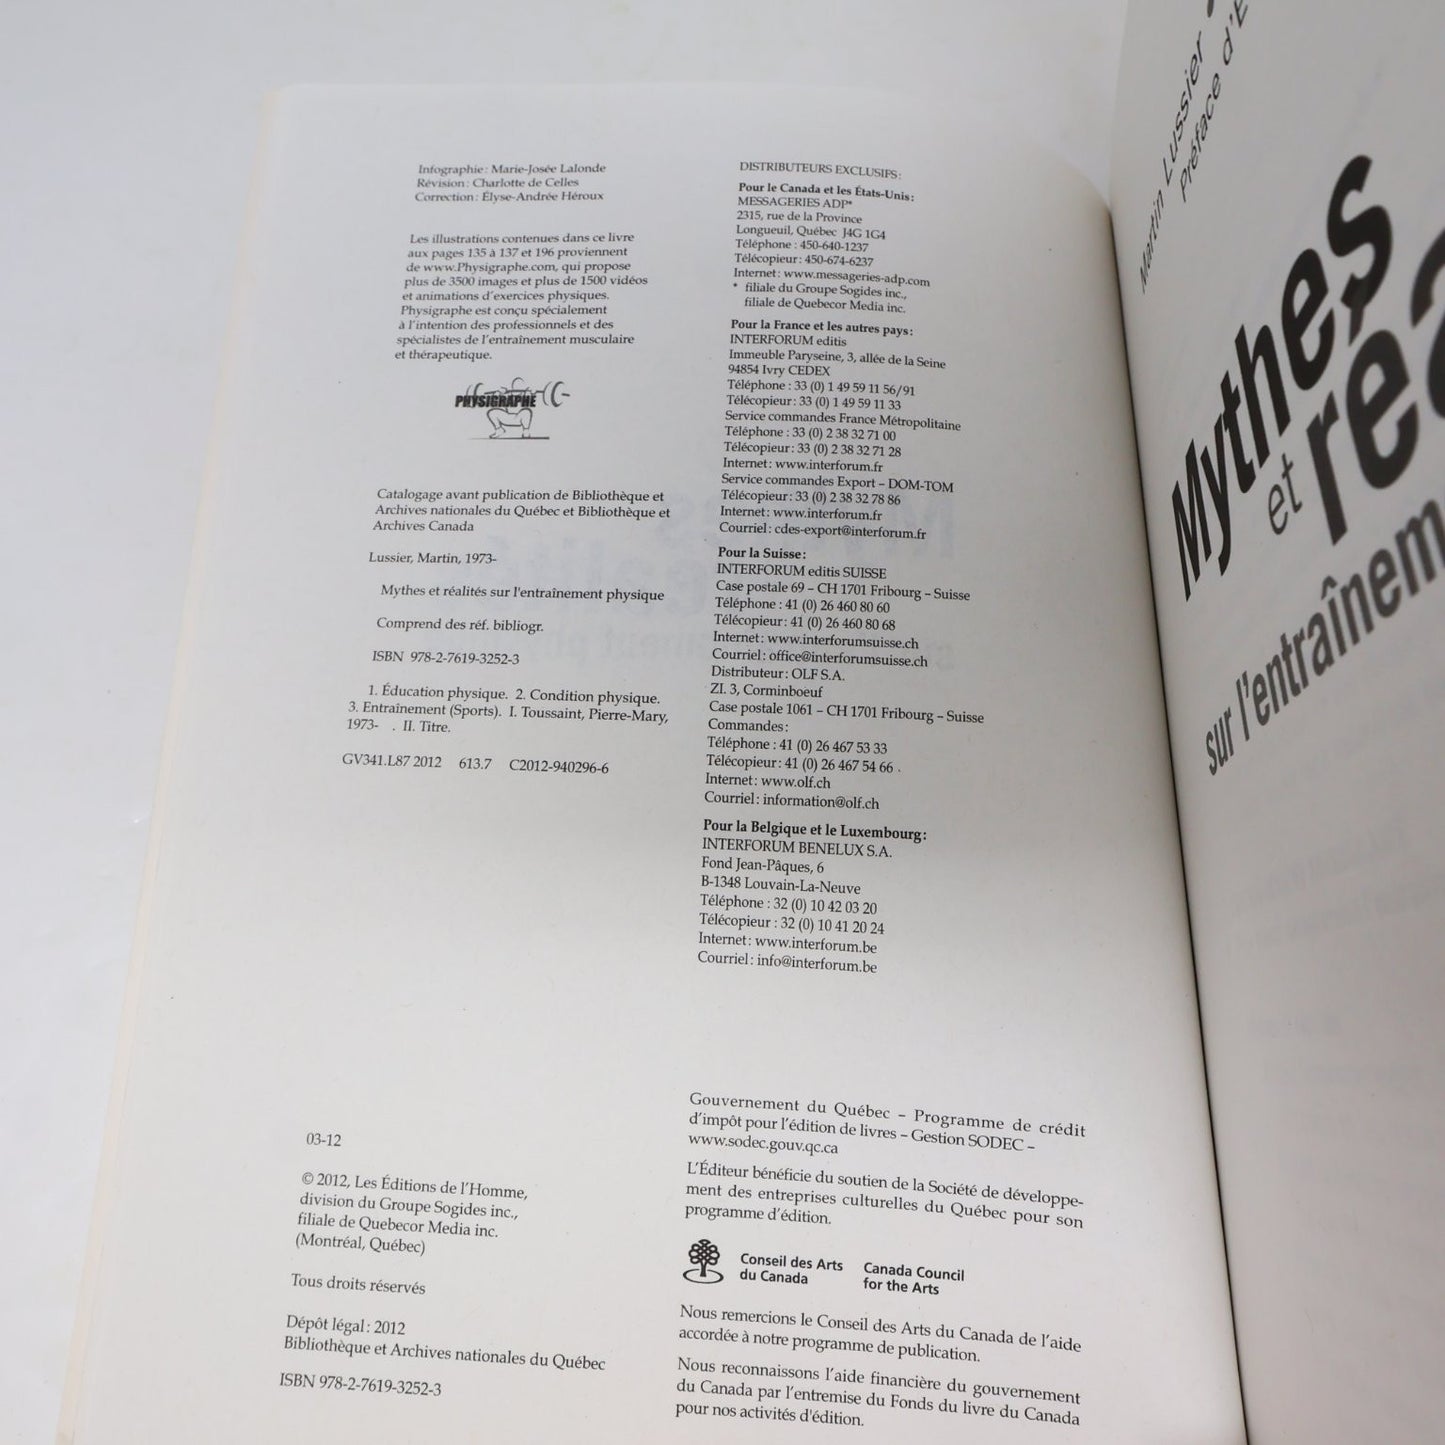 Infographie : Marie-Josée Lalonde
Révision : Charlotte de Celles
Correction : Élyse-Andrée Héroux
Les illustrations contenues dans ce livre
aux pages 135 à 137 et 196 proviennent
de www.Physigraphe.com, qui propose
plus de 3500 images et plus de 1500 vidéos
et animations d'exercices physiques.
Physigraphe est conçu spécialement
à l'intention des professionnels et des
spécialistes de l'entraînement musculaire
et thérapeutique.
PHYSIGRAPHE
Catalogage avant publication de Bibliothèque et
Archives nationales du Québec et Bibliothèque et
Archives Canada
Lussier, Martin, 1973-
Mythes et réalités sur l'entraînement physique
Comprend des réf. bibliogr.
ISBN 978-2-7619-3252-3
1. Éducation physique. 2. Condition physique.
3. Entraînement (Sports). I. Toussaint, Pierre-Mary,
1973- . II. Titre.
GV341.L87 2012 613.7 C2012-940296-6
03-12
© 2012, Les Éditions de l'Homme,
division du Groupe Sogides inc.,
filiale de Quebecor Media inc.
(Montréal, Québec)
Tous droits réservés
Dépôt légal : 2012
Bibliothèque et Archives nationales du Québec
ISBN 978-2-7619-3252-3
DISTRIBUTEURS EXCLUSIFS :
Pour le Canada et les États-Unis :
MESSAGERIES ADP*
2315, rue de la Province
Longueuil, Québec J4G 1G4
Téléphone : 450-640-1237
Télécopieur : 450-674-6237
Internet : www.messageries-adp.com
* filiale du Groupe Sogides inc.,
filiale de Quebecor Media inc.
Pour la France et les autres pays :
INTERFORUM editis
Immeuble Paryseine, 3, allée de la Seine
94854 Ivry CEDEX
Téléphone : 33 (0) 1 49 59 11 56/91
Télécopieur : 33 (0) 1 49 59 11 33
Service commandes France Métropolitaine
Téléphone : 33 (0) 2 38 32 71 00
Télécopieur : 33 (0) 2 38 32 71 28
Internet : www.interforum.fr
Service commandes Export – DOM-TOM
Télécopieur : 33 (0) 2 38 32 78 86
Internet : www.interforum.fr
Courriel : cdes-export@interforum.fr
Pour la Suisse :
INTERFORUM editis SUISSE
Case postale 69 – CH 1701 Fribourg – Suisse
Téléphone : 41 (0) 26 460 80 60
Télécopieur : 41 (0) 26 460 80 68
Internet : www.interforumsuisse.ch
Courriel : office@interforumsuisse.ch
Distributeur : OLF S.A.
ZI. 3, Corminboeuf
Case postale 1061 – CH 1701 Fribourg – Suisse
Commandes :
Téléphone : 41 (0) 26 467 53 33
Télécopieur : 41 (0) 26 467 54 66 .
Internet : www.olf.ch
Courriel : information@olf.ch
Pour la Belgique et le Luxembourg :
INTERFORUM BENELUX S.A.
Fond Jean-Pâques, 6
B-1348 Louvain-La-Neuve
Téléphone : 32 (0) 10 42 03 20
Télécopieur : 32 (0) 10 41 20 24
Internet : www.interforum.be
Courriel : info@interforum.be
Gouvernement du Québec – Programme de crédit
d'impôt pour l'édition de livres – Gestion SODEC –
www.sodec.gouv.qc.ca
L'Éditeur bénéficie du soutien de la Société de développe-
ment des entreprises culturelles du Québec pour son
programme d'édition.
Conseil des Arts
du Canada
Canada Council
for the Arts
Nous remercions le Conseil des Arts du Canada de l'aide
accordée à notre programme de publication.
Nous reconnaissons l'aide financière du gouvernement
du Canada par l'entremise du Fonds du livre du Canada
pour nos activités d'édition.
Martin Lussier
Préface d'E
Mythes
et réa
sur l'entraînem